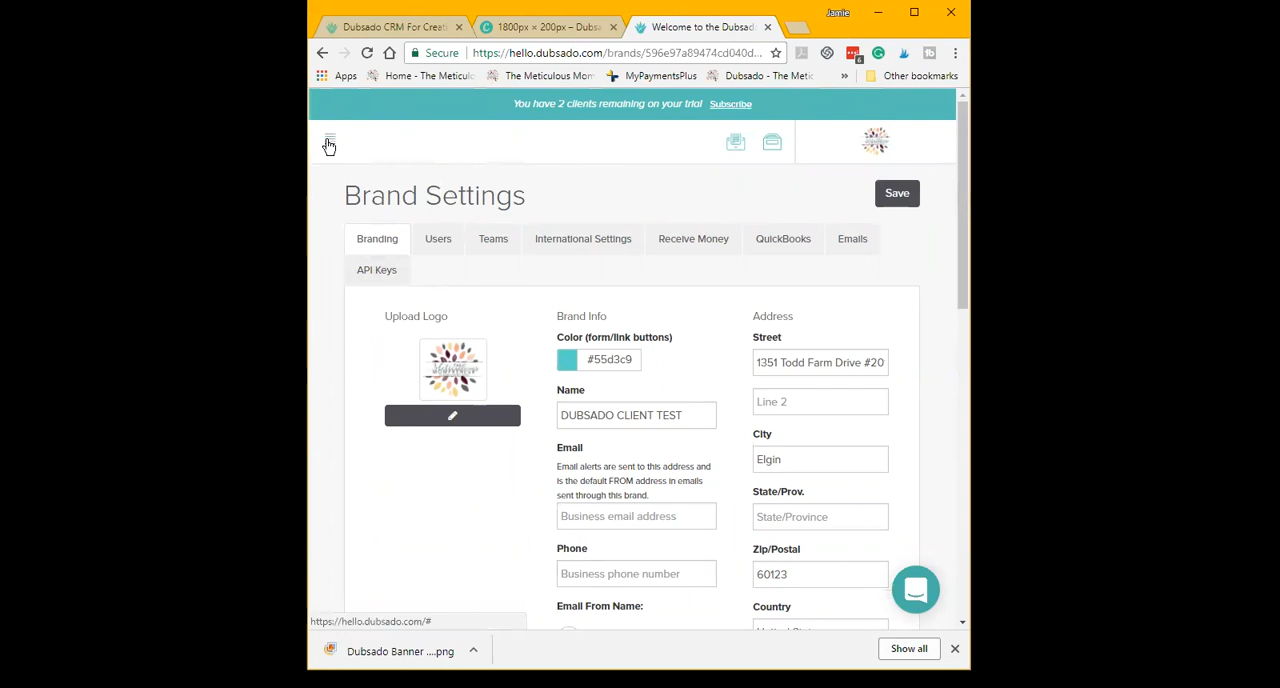 Jamie
Dubsado CRM For Creati
1800px × 200px – Dubsa
Welcome to the Dubsad
Secure
https://hello.dubsado.com/brands/596e97a89474cd040d...
6
Apps
Home - The Meticulo
The Meticulous Mom
MyPaymentsPlus
Dubsado - The Metic
»
Other bookmarks
You have 2 clients remaining on your trial Subscribe
Brand Settings
Save
Branding
Users
Teams
International Settings
Receive Money
QuickBooks
Emails
API Keys
Upload Logo
Brand Info
Address
Color (form/link buttons)
Street
#55d3c9
1351 Todd Farm Drive #20
Name
DUBSADO CLIENT TEST
Line 2
City
Email
Email alerts are sent to this address and
is the default FROM address in emails
sent through this brand.
Elgin
State/Prov.
Business email address
State/Province
Phone
Zip/Postal
Business phone number
60123
Email From Name:
Country
https://hello.dubsado.com/#
Dubsado Banner ....png
Show all